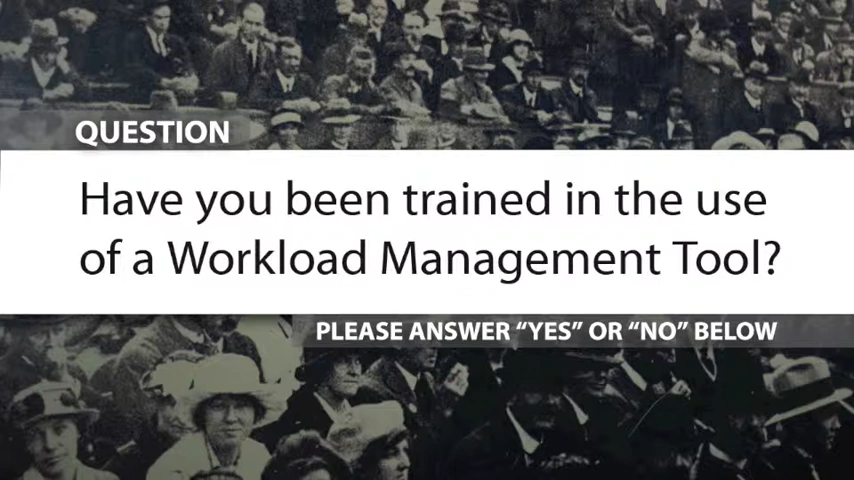 QUESTION
Have you been trained in the use
of a Workload Management Tool?
PLEASE ANSWER “YES” OR “NO” BELOW